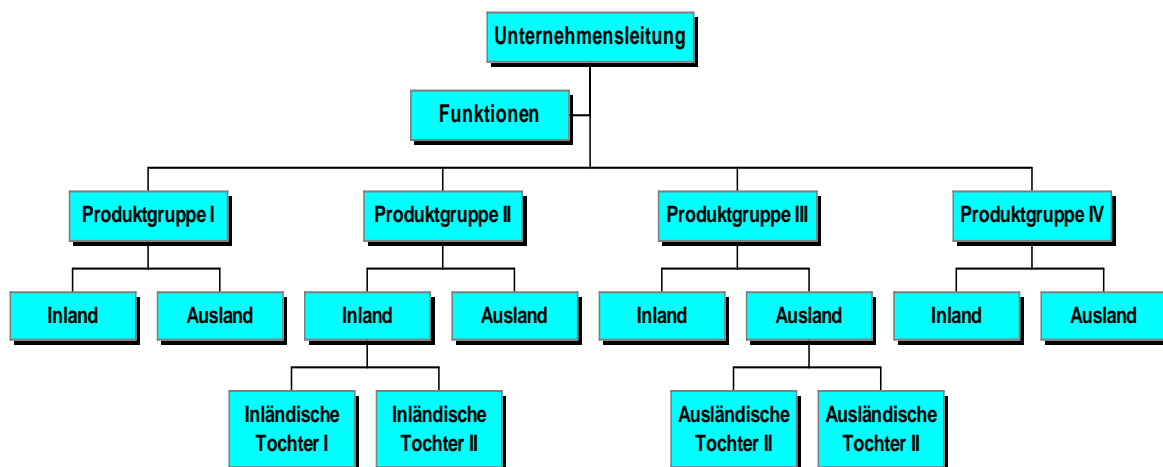 Unternehmensleitung
Funktionen
Produktgruppe I
Produktgruppe II
Produktgruppe III
Produktgruppe IV
Inland
Ausland
Inland
Ausland
Inland
Ausland
Inland
Ausland
Inländische
Tochter I
Inländische
Tochter II
Ausländische
Tochter II
Ausländische
Tochter II